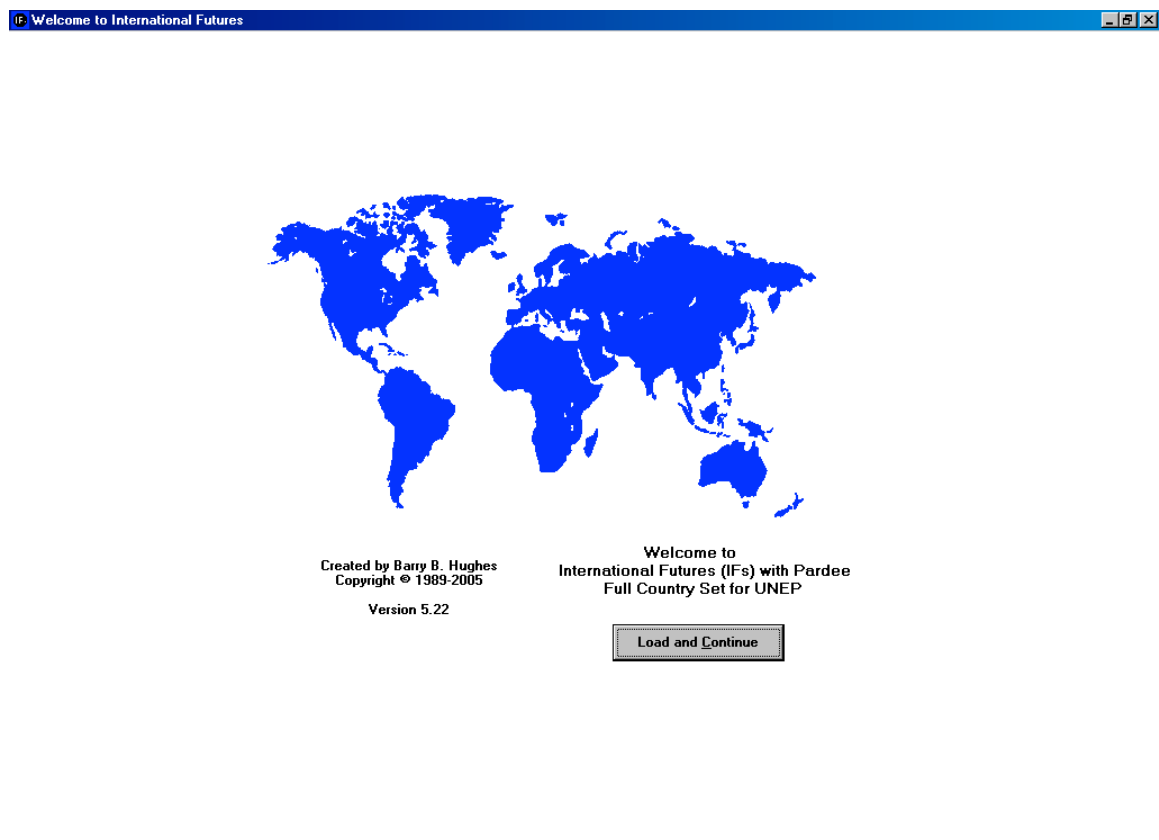 IFs Welcome to International Futures
Created by Barry B. Hughes
Copyright © 1989-2005
Version 5.22
Welcome to
International Futures (IFs) with Pardee
Full Country Set for UNEP
Load and Continue